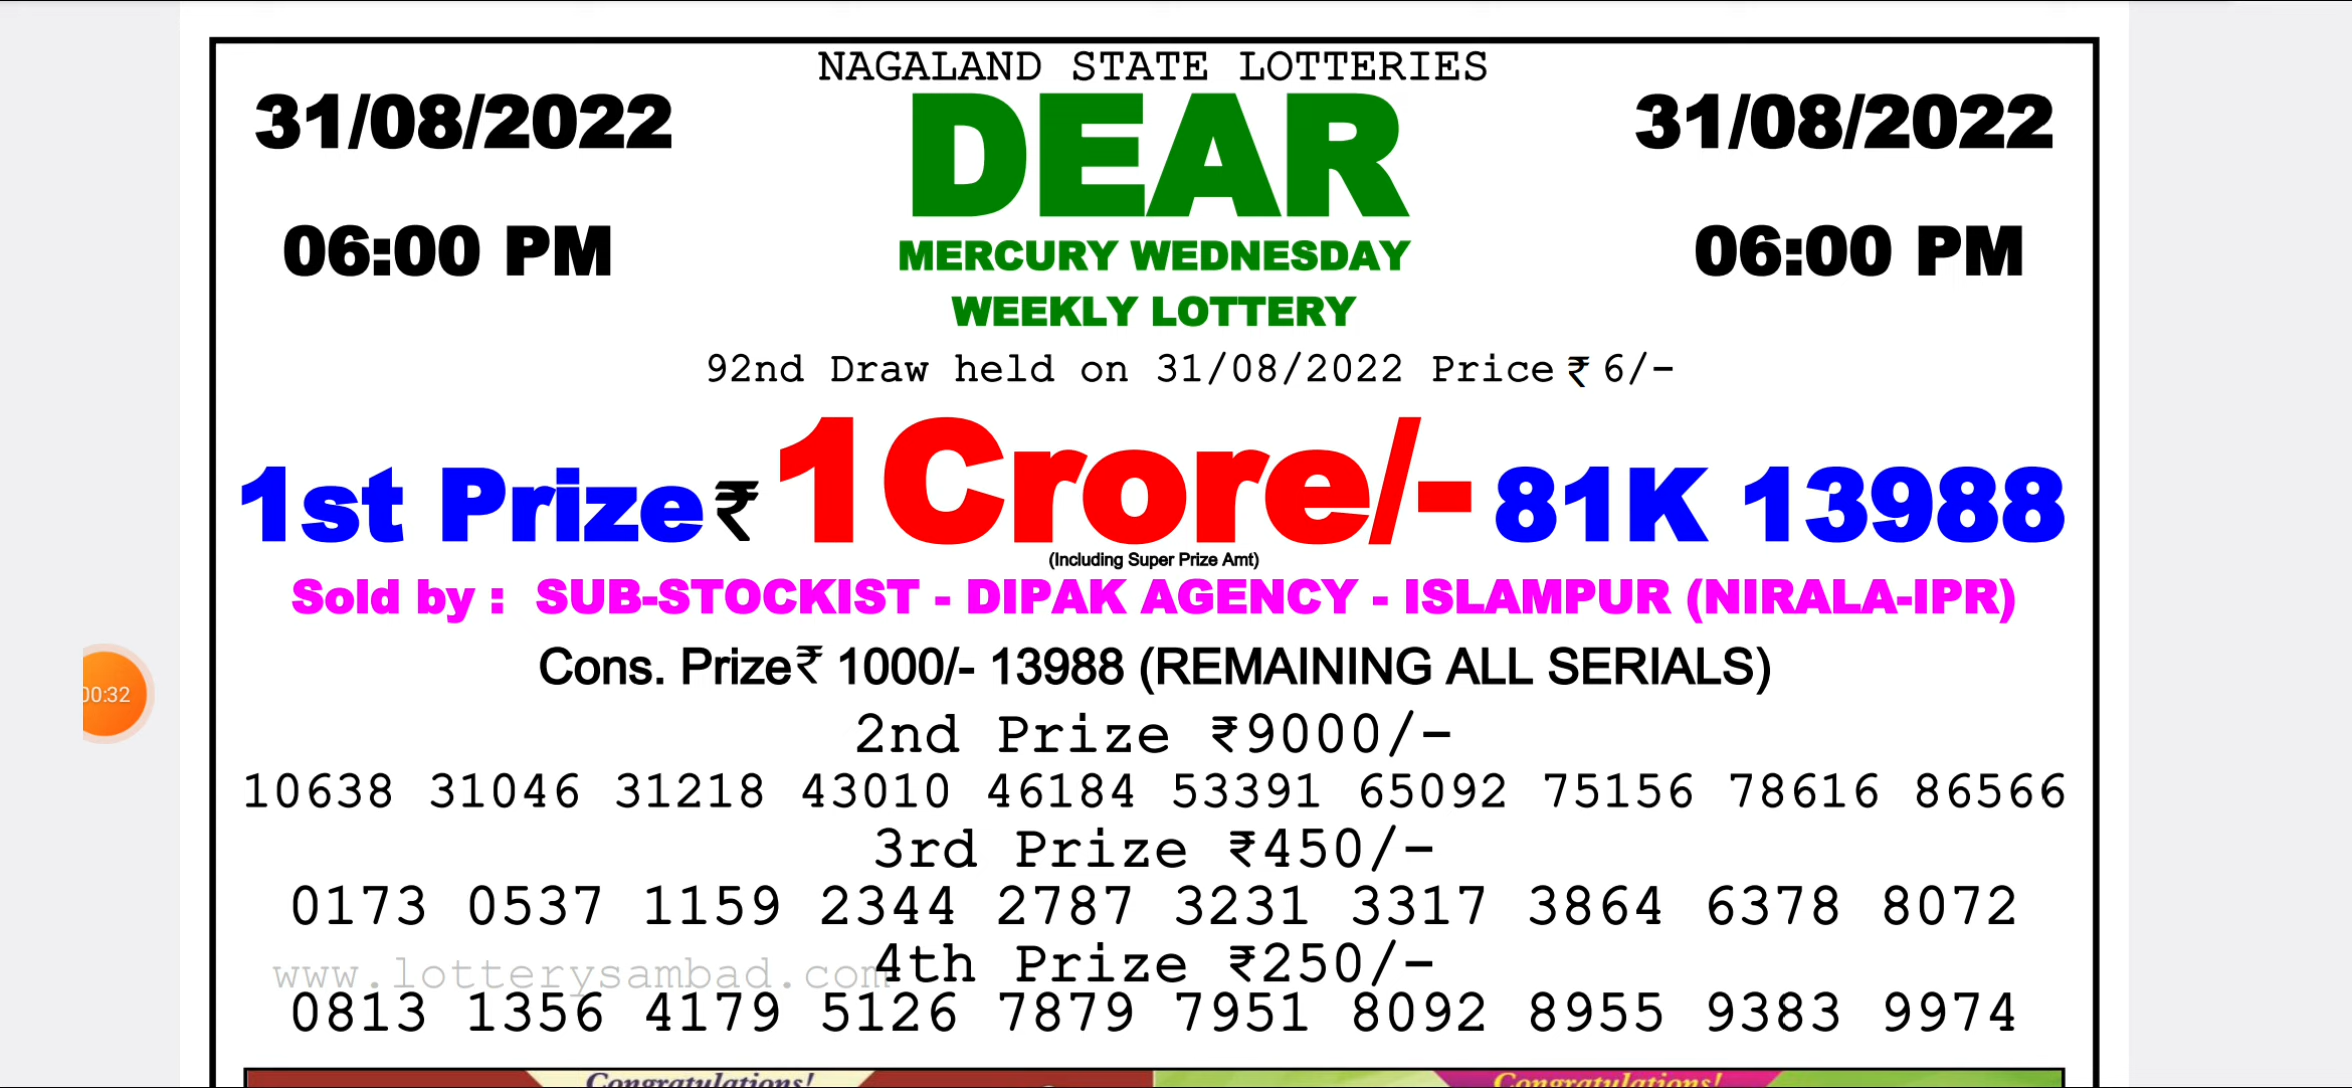 NAGALAND STATE LOTTERIES
31/08/2022 DEAR 31/08/2022
06:00 PM MERCURY WEDNESDAY 06:00 PM
WEEKLY LOTTERY
92nd Draw held on 31/08/2022 Price ₹ 6/-
1st Prize ₹ 1Crore/- 81K 13988
(Including Super Prize Amt)
Sold by : SUB-STOCKIST - DIPAK AGENCY - ISLAMPUR (NIRALA-IPR)
Cons. Prize ₹ 1000/- 13988 (REMAINING ALL SERIALS)
00:32
2nd Prize ₹9000/-
10638 31046 31218 43010 46184 53391 65092 75156 78616 86566
3rd Prize ₹450/-
0173 0537 1159 2344 2787 3231 3317 3864 6378 8072
www.lotterysambad.com
4th Prize ₹250/-
0813 1356 4179 5126 7879 7951 8092 8955 9383 9974
Congratulations! Congratulations!